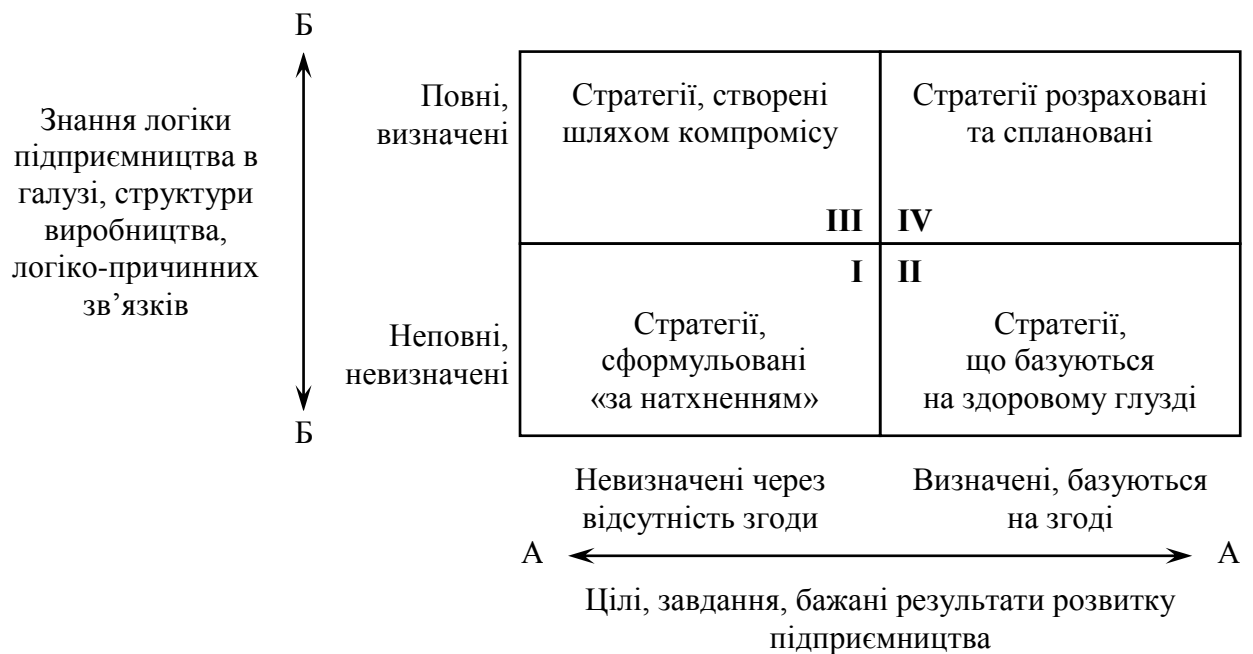 Б
Знання логіки
підприємництва в
галузі, структури
виробництва,
логіко-причинних
зв’язків
Б
Повні,
визначені
Стратегії, створені
шляхом компромісу
III
Стратегії розраховані
та сплановані
IV
Неповні,
невизначені
I
Стратегії,
сформульовані
«за натхненням»
II
Стратегії,
що базуються
на здоровому глузді
Невизначені через
відсутність згоди
Визначені, базуються
на згоді
А
А
Цілі, завдання, бажані результати розвитку
підприємництва